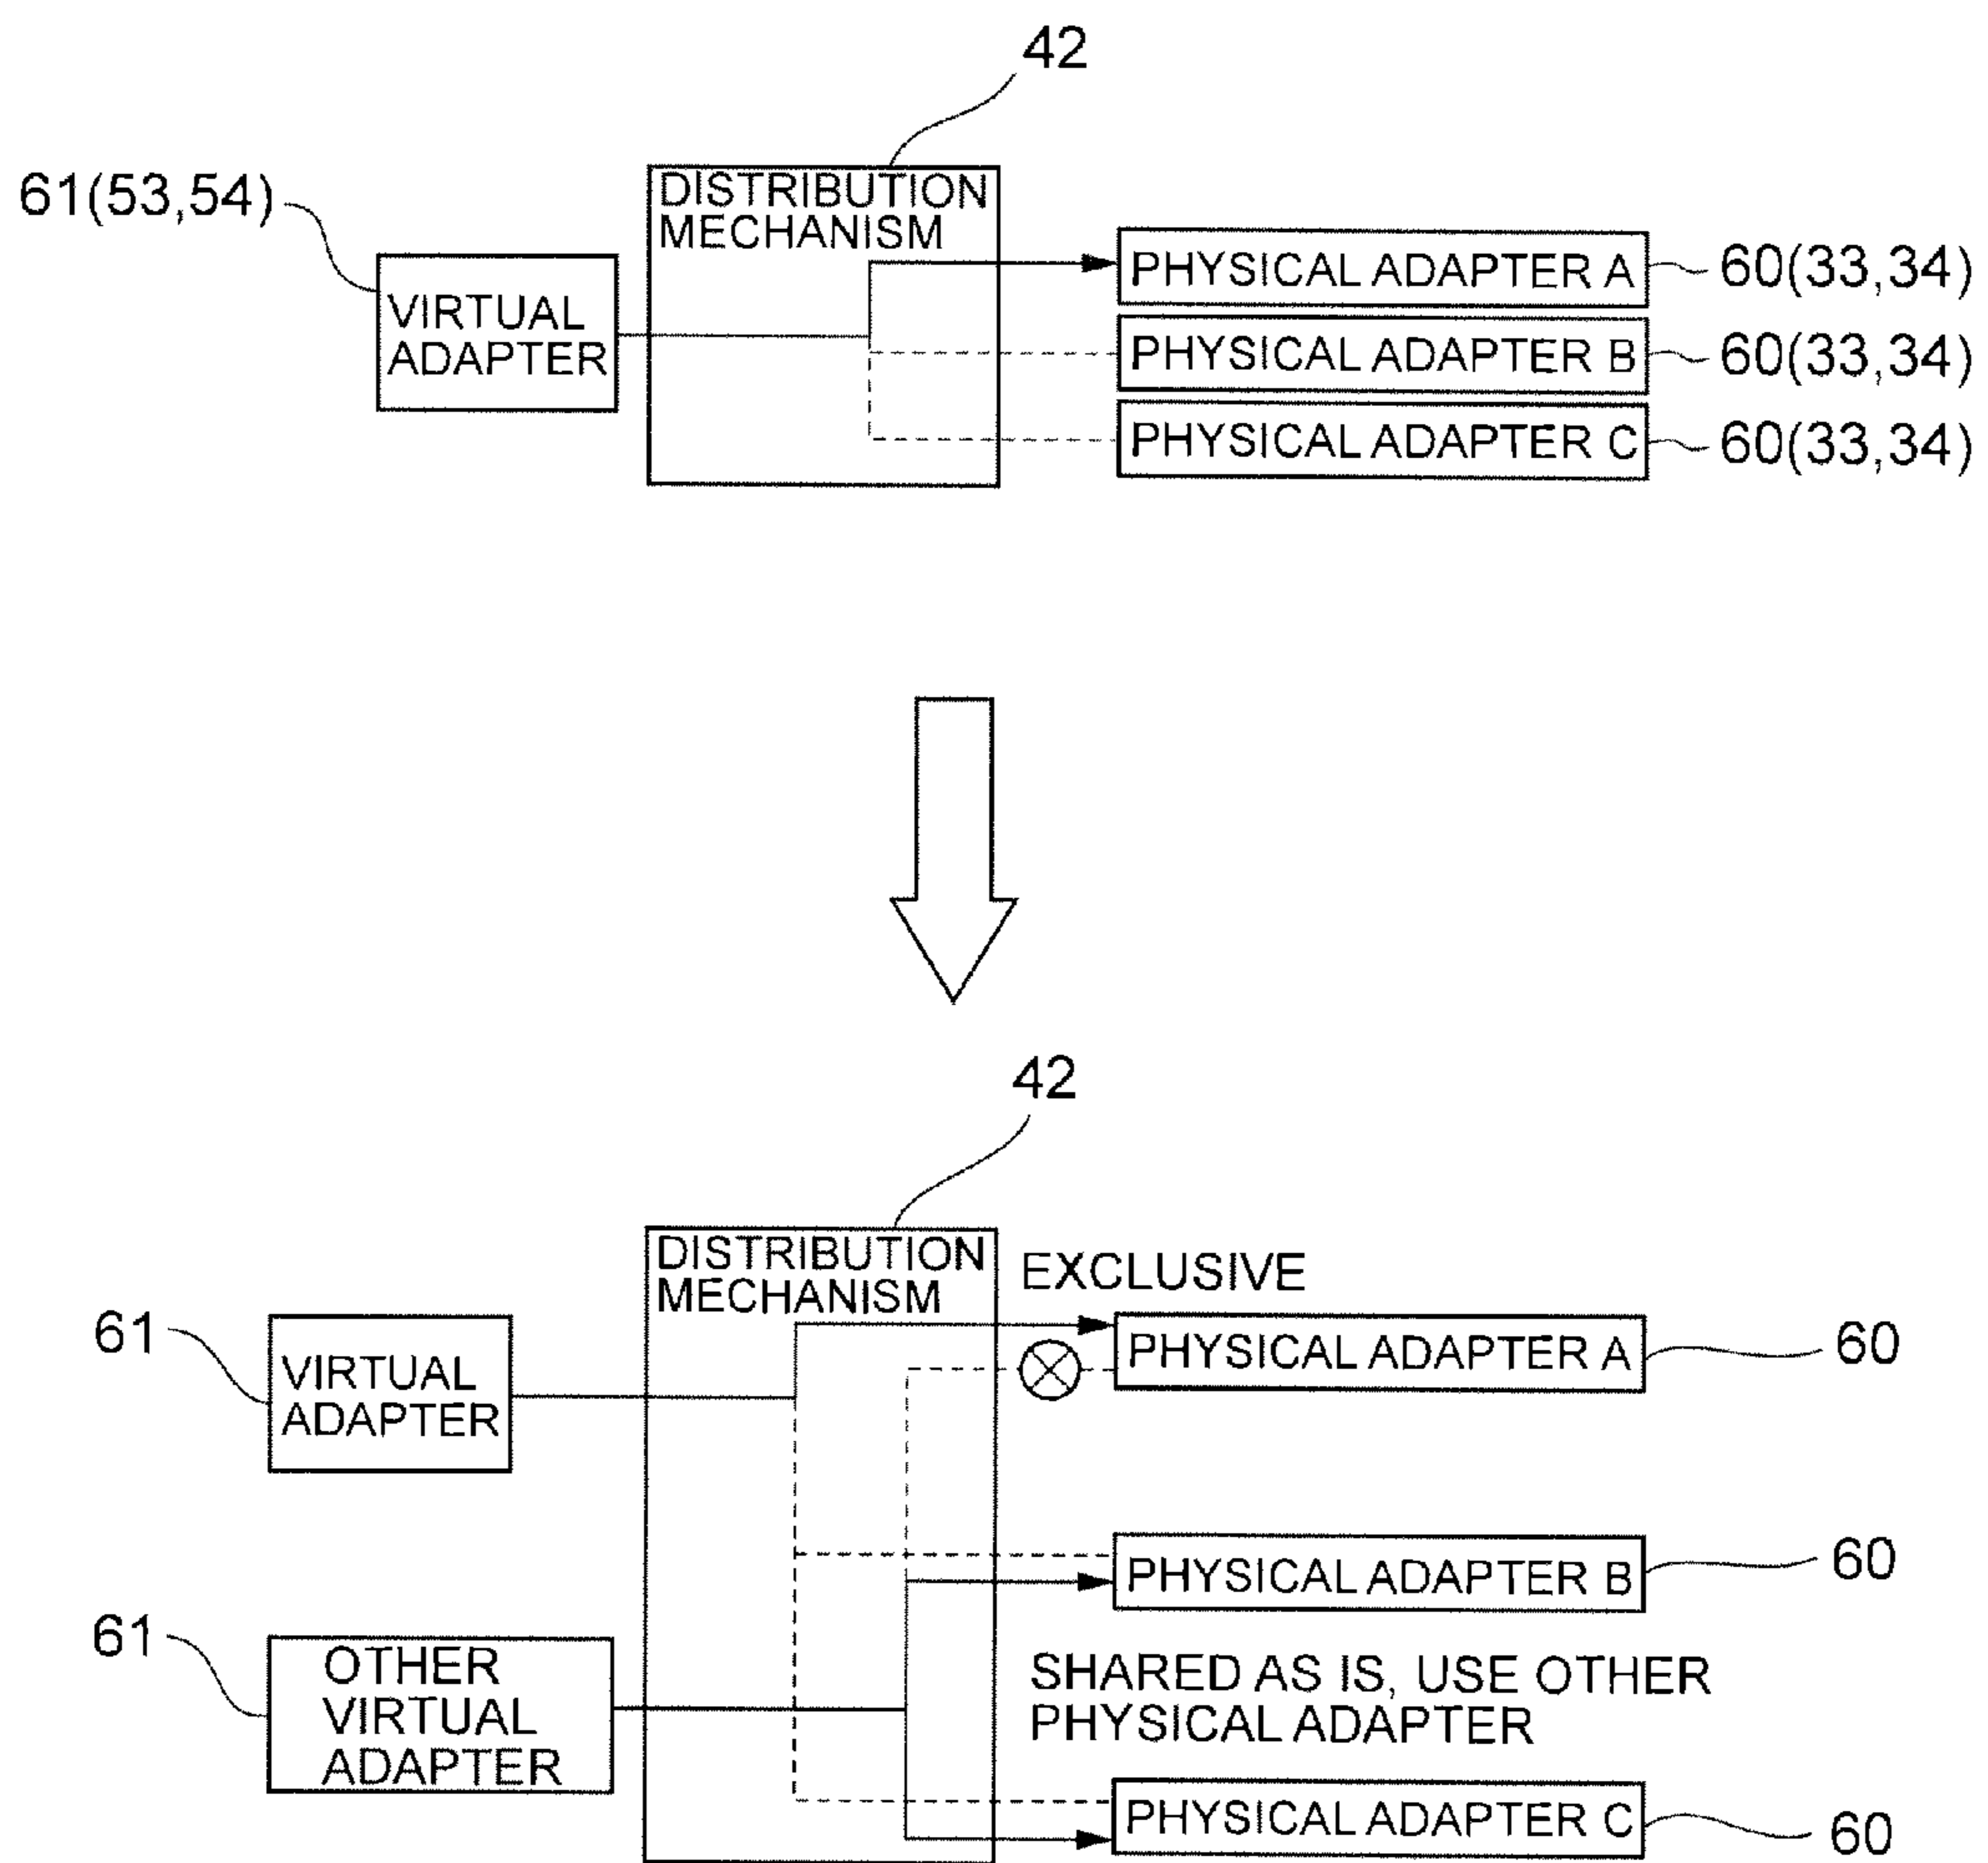 42
61(53,54)
DISTRIBUTION
MECHANISM
VIRTUAL
ADAPTER
PHYSICAL ADAPTER A
60(33,34)
PHYSICAL ADAPTER B
60(33,34)
PHYSICAL ADAPTER C
60(33,34)
42
DISTRIBUTION
MECHANISM
EXCLUSIVE
61
VIRTUAL
ADAPTER
PHYSICAL ADAPTER A
60
PHYSICAL ADAPTER B
60
61
OTHER
VIRTUAL
ADAPTER
SHARED AS IS, USE OTHER
PHYSICAL ADAPTER
PHYSICAL ADAPTER C
60